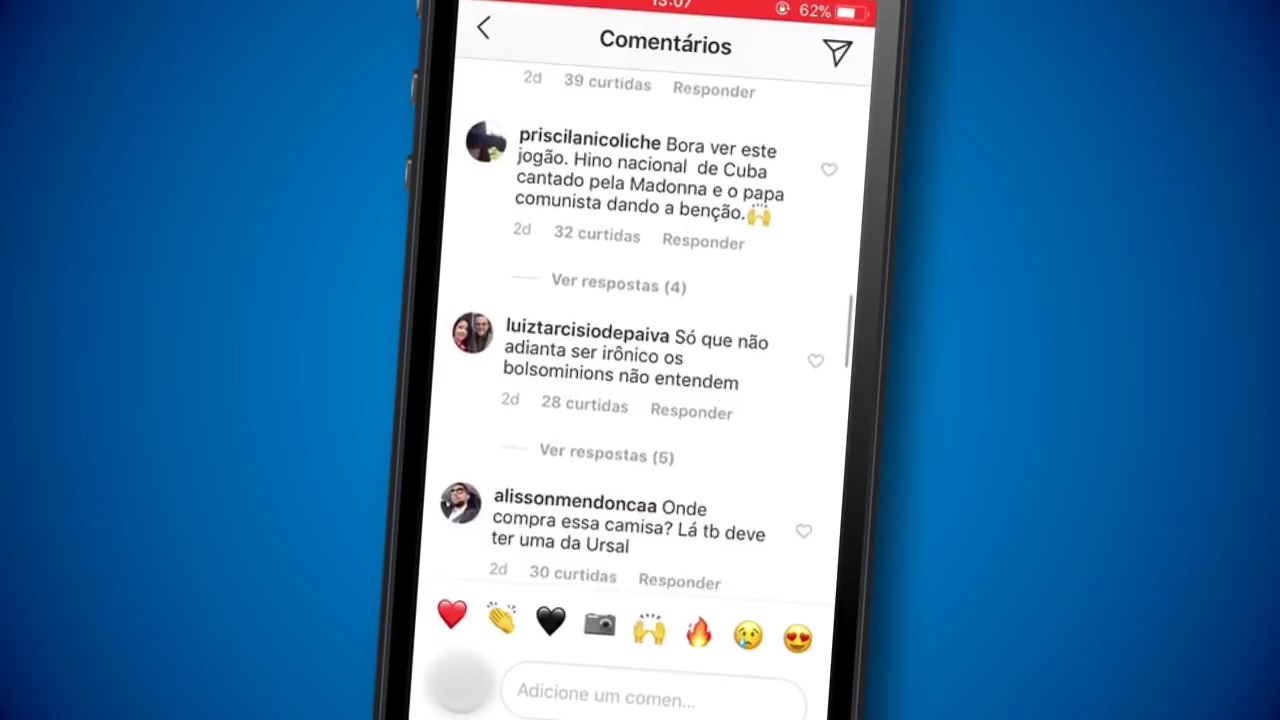 13:07 62%
Comentários
2d 39 curtidas Responder
priscilanicoliche Bora ver este
jogão. Hino nacional de Cuba
cantado pela Madonna e o papa
comunista dando a benção.🙌
2d 32 curtidas Responder
Ver respostas (4)
luiztarcisiodepaiva Só que não
adianta ser irônico os
bolsominions não entendem
2d 28 curtidas Responder
Ver respostas (5)
alissonmendoncaa Onde
compra essa camisa? Lá tb deve
ter uma da Ursal
2d 30 curtidas Responder
Adicione um comen...